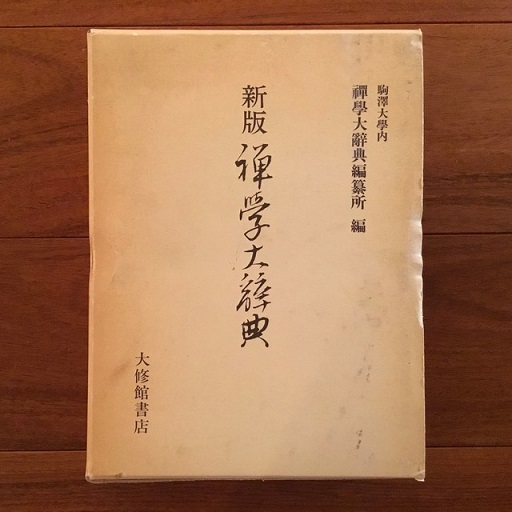 駒澤大學内
禪學大辭典編纂所 編
新版 禅学大辞典
大修館書店